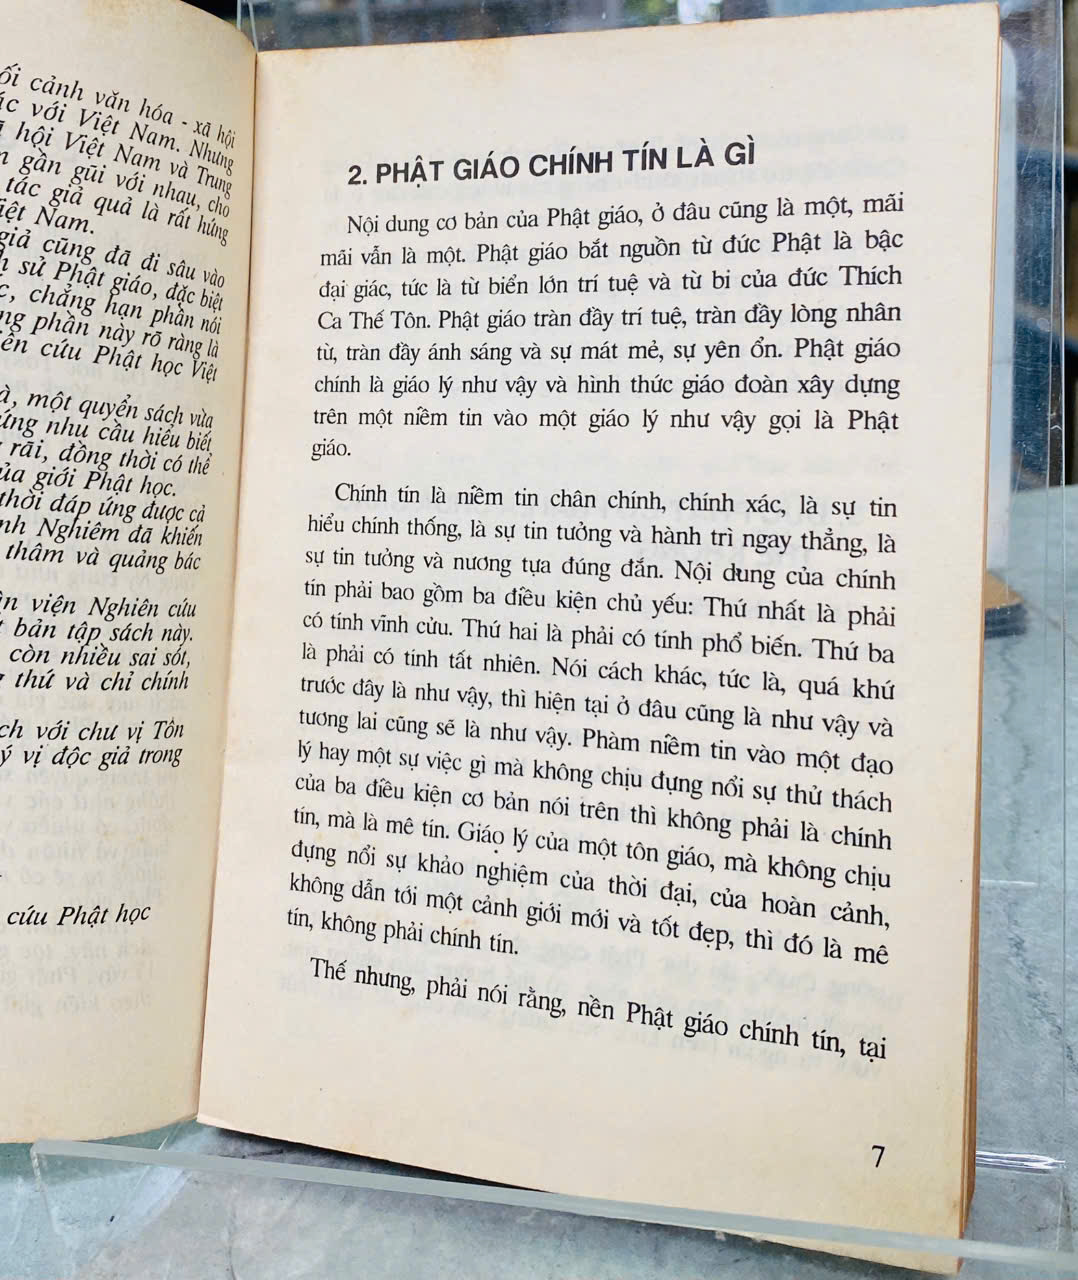 ối cảnh văn hóa - xã hội
ác với Việt Nam. Nhưng
hội Việt Nam và Trung
gần gũi với nhau, cho
tác giả quả là rất hứng
iệt Nam.
giả cũng đã đi sâu vào
sử Phật giáo, đặc biệt
chẳng hạn phần nói
ng phần này rõ ràng là
iên cứu Phật học Việt
một quyển sách vừa
ứng nhu cầu hiểu biết
rãi, đồng thời có thể
ủa giới Phật học.
thời đáp ứng được cả
nh Nghiêm đã khiến
thâm và quảng bác
n viện Nghiên cứu
bản tập sách này.
còn nhiều sai sót,
thứ và chỉ chính
ch với chư vị Tôn
ý vị độc giả trong
cứu Phật học
2. PHẬT GIÁO CHÍNH TÍN LÀ GÌ
Nội dung cơ bản của Phật giáo, ở đâu cũng là một, mãi
mãi vẫn là một. Phật giáo bắt nguồn từ đức Phật là bậc
đại giác, tức là từ biển lớn trí tuệ và từ bi của đức Thích
Ca Thế Tôn. Phật giáo tràn đầy trí tuệ, tràn đầy lòng nhân
từ, tràn đầy ánh sáng và sự mát mẻ, sự yên ổn. Phật giáo
chính là giáo lý như vậy và hình thức giáo đoàn xây dựng
trên một niềm tin vào một giáo lý như vậy gọi là Phật
giáo.
Chính tín là niềm tin chân chính, chính xác, là sự tin
hiểu chính thống, là sự tin tưởng và hành trì ngay thẳng, là
sự tin tưởng và nương tựa đúng đắn. Nội dung của chính
tín phải bao gồm ba điều kiện chủ yếu: Thứ nhất là phải
có tính vĩnh cửu. Thứ hai là phải có tính phổ biến. Thứ ba
là phải có tinh tất nhiên. Nói cách khác, tức là, quá khứ
trước đây là như vậy, thì hiện tại ở đâu cũng là như vậy và
tương lai cũng sẽ là như vậy. Phàm niềm tin vào một đạo
lý hay một sự việc gì mà không chịu đựng nổi sự thử thách
của ba điều kiện cơ bản nói trên thì không phải là chính
tín, mà là mê tín. Giáo lý của một tôn giáo, mà không chịu
đựng nổi sự khảo nghiệm của thời đại, của hoàn cảnh,
không dẫn tới một cảnh giới mới và tốt đẹp, thì đó là mê
tín, không phải chính tín.
Thế nhưng, phải nói rằng, nền Phật giáo chính tín, tại
7